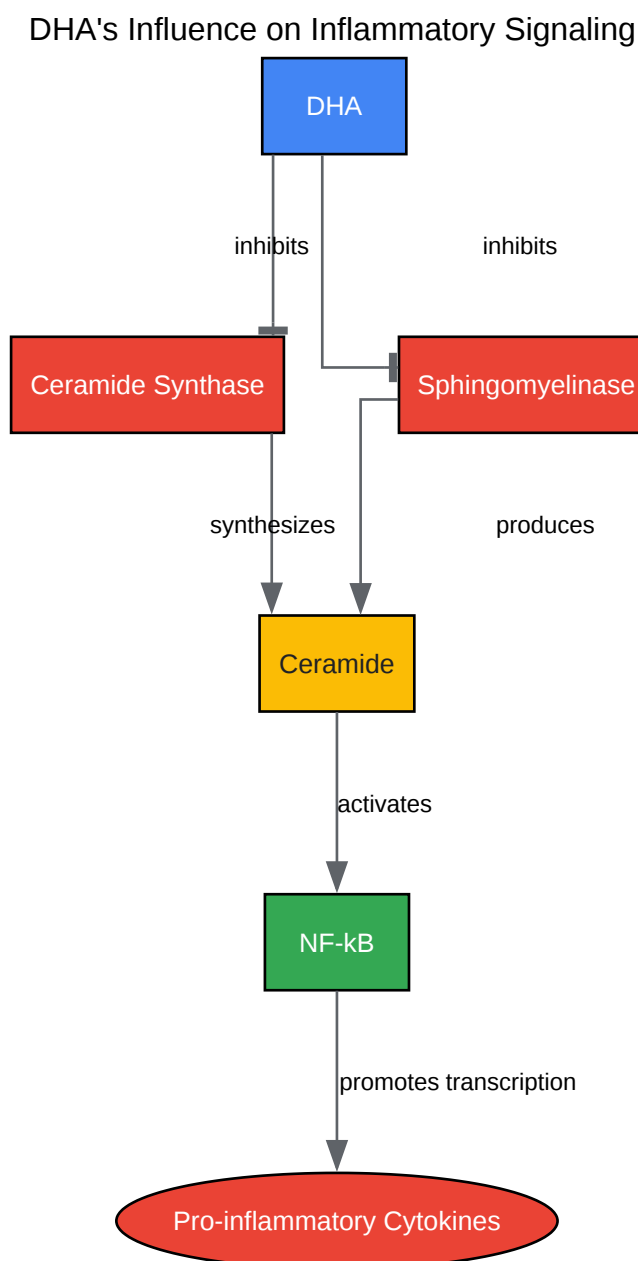 DHA's Influence on Inflammatory Signaling
DHA
inhibits
inhibits
Ceramide Synthase
Sphingomyelinase
synthesizes
produces
Ceramide
activates
NF-kB
promotes transcription
Pro-inflammatory Cytokines